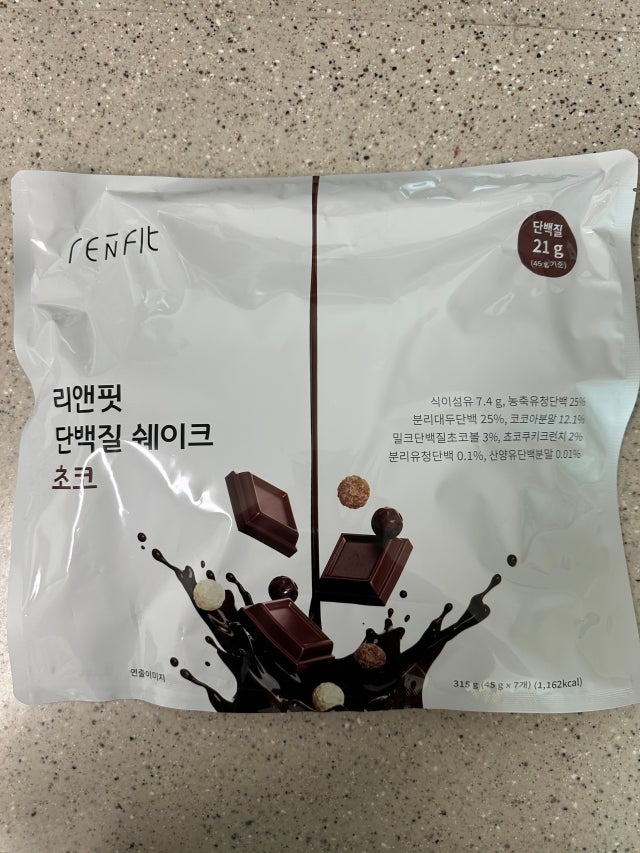 RENFIT
단백질
21 g
(45 g 기준)
리앤핏
단백질 쉐이크
초코
식이섬유 7.4 g, 농축유청단백 25%
분리대두단백 25%, 코코아분말 12.1%
밀크단백질초코볼 3%, 쵸코쿠키크런치 2%
분리유청단백 0.1%, 산양유단백분말 0.01%
연출이미지
315 g (45 g x 7개) (1,162kcal)